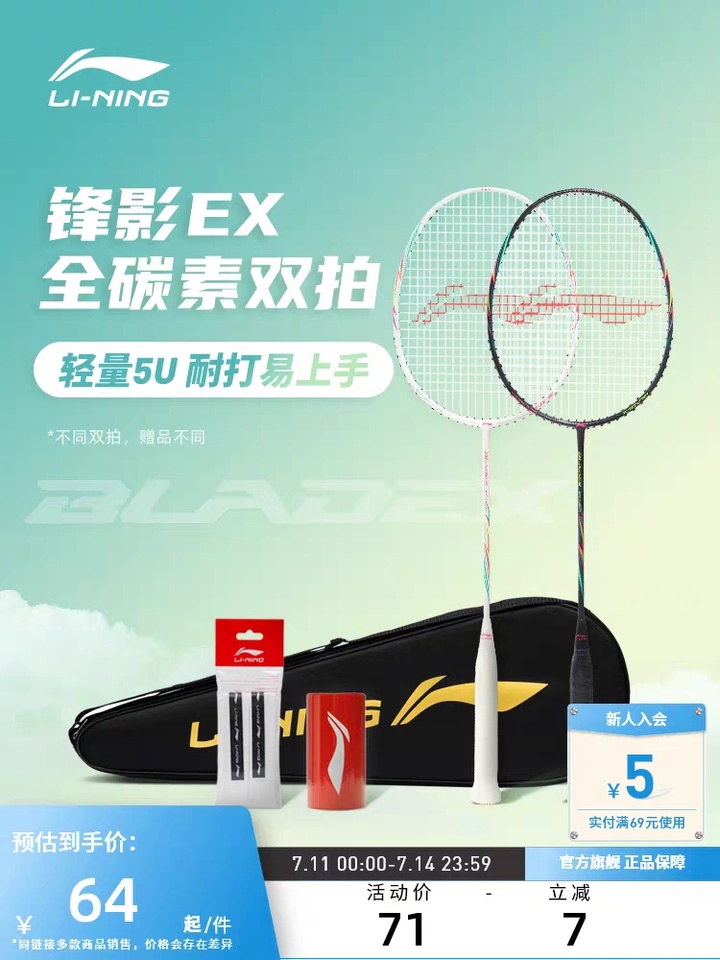 LI-NING
锋影EX
全碳素双拍
轻量5U 耐打易上手
*不同双拍，赠品不同
BLADEX
BLADEX
LI-NING
LI-NING
新人入会
¥5
实付满69元使用
预估到手价：
¥64起/件
*同链接多款商品销售，价格会存在差异
7.11 00:00-7.14 23:59
官方旗舰 正品保障
活动价 - 立减
71 7